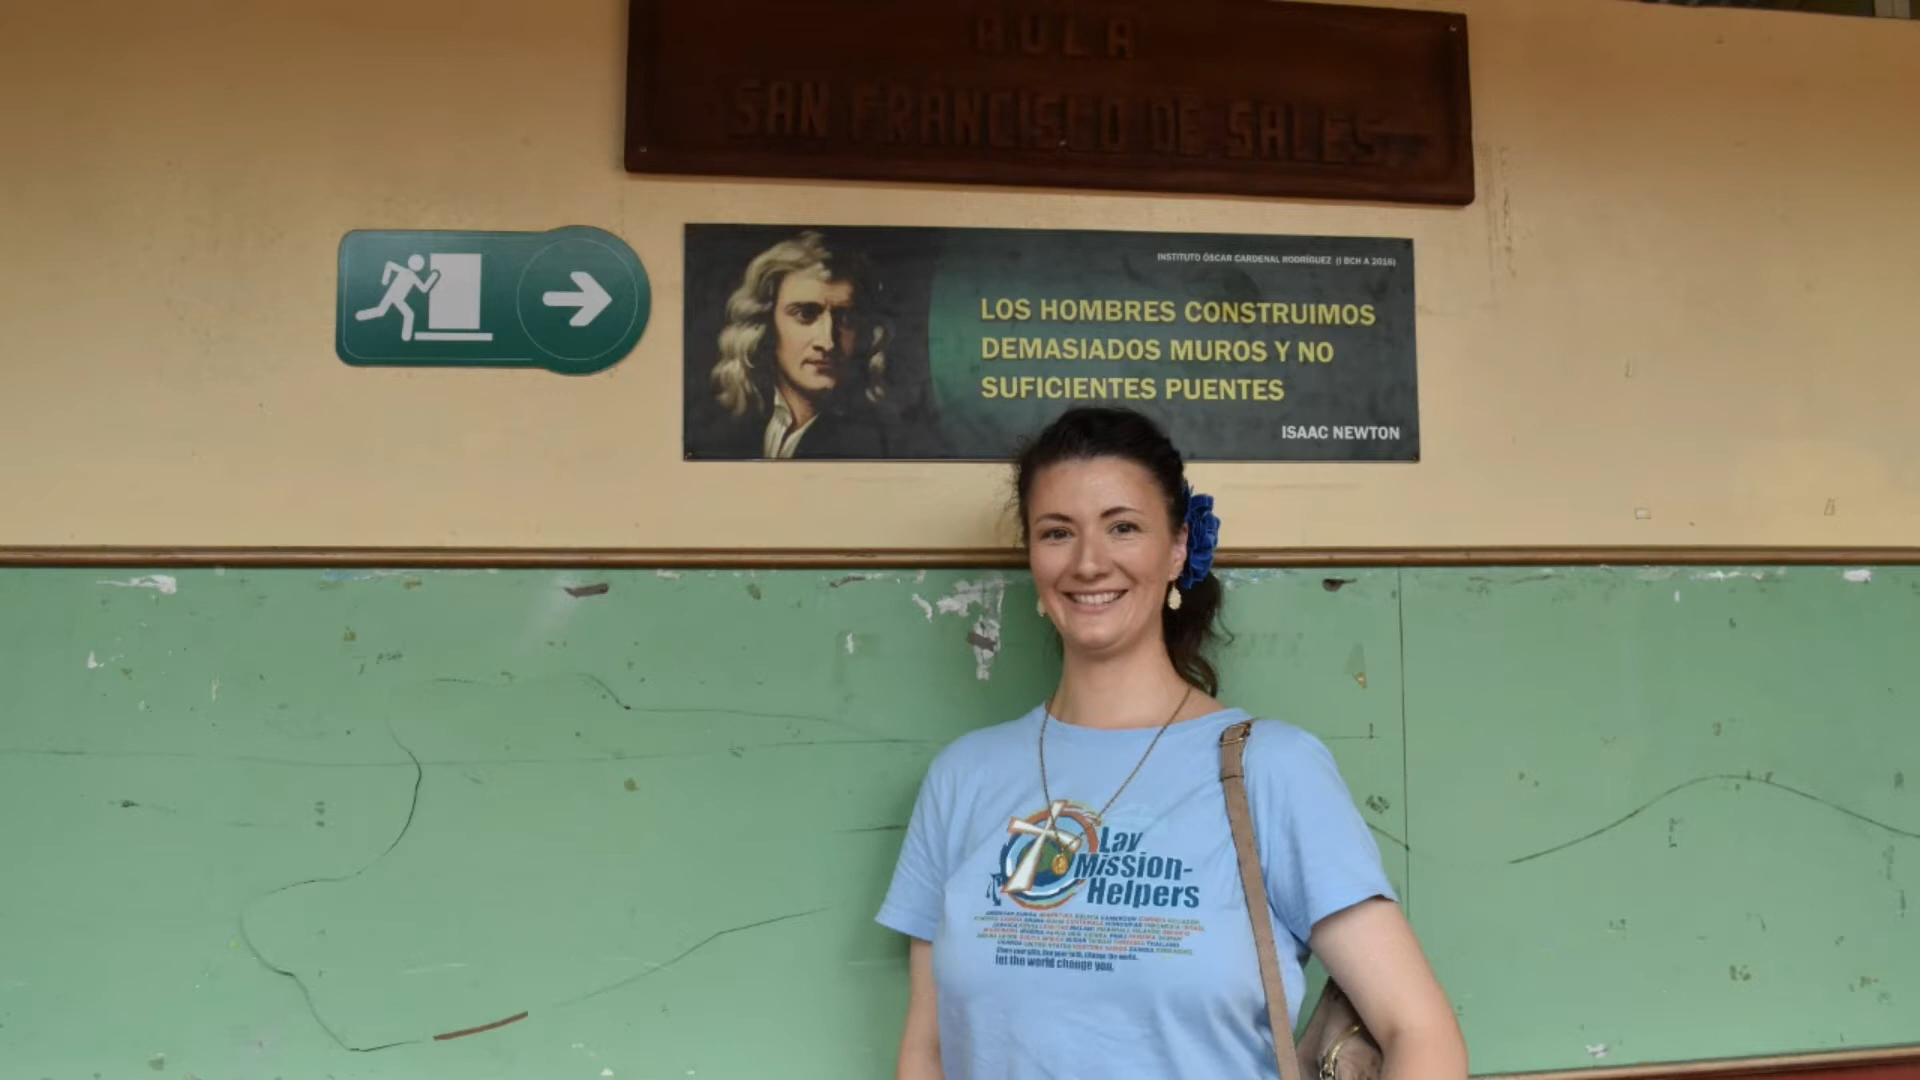 AULA
SAN FRANCISCO DE SALES
INSTITUTO ÓSCAR CARDENAL RODRÍGUEZ (I BCH A 2016)
LOS HOMBRES CONSTRUIMOS
DEMASIADOS MUROS Y NO
SUFICIENTES PUENTES
ISAAC NEWTON
Lay
Mission-
Helpers
let the world change you.